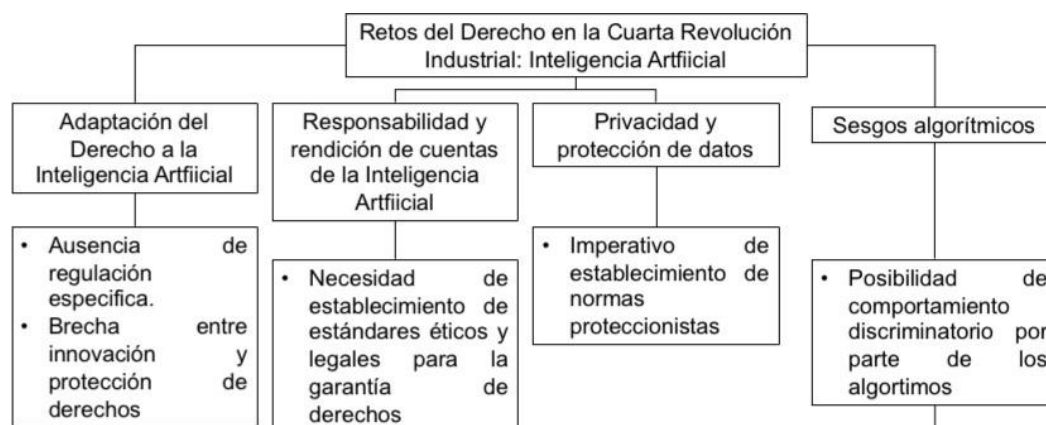 Retos del Derecho en la Cuarta Revolución
Industrial: Inteligencia Artfiicial
Adaptación del
Derecho a la
Inteligencia Artfiicial
Responsabilidad y
rendición de cuentas
de la Inteligencia
Artfiicial
Privacidad y
protección de datos
Sesgos algorítmicos
• Ausencia de
regulación
especifica.
• Brecha entre
innovación y
protección de
derechos
• Necesidad de
establecimiento de
estándares éticos y
legales para la
garantía de
derechos
• Imperativo de
establecimiento de
normas
proteccionistas
• Posibilidad de
comportamiento
discriminatorio por
parte de los
algortimos